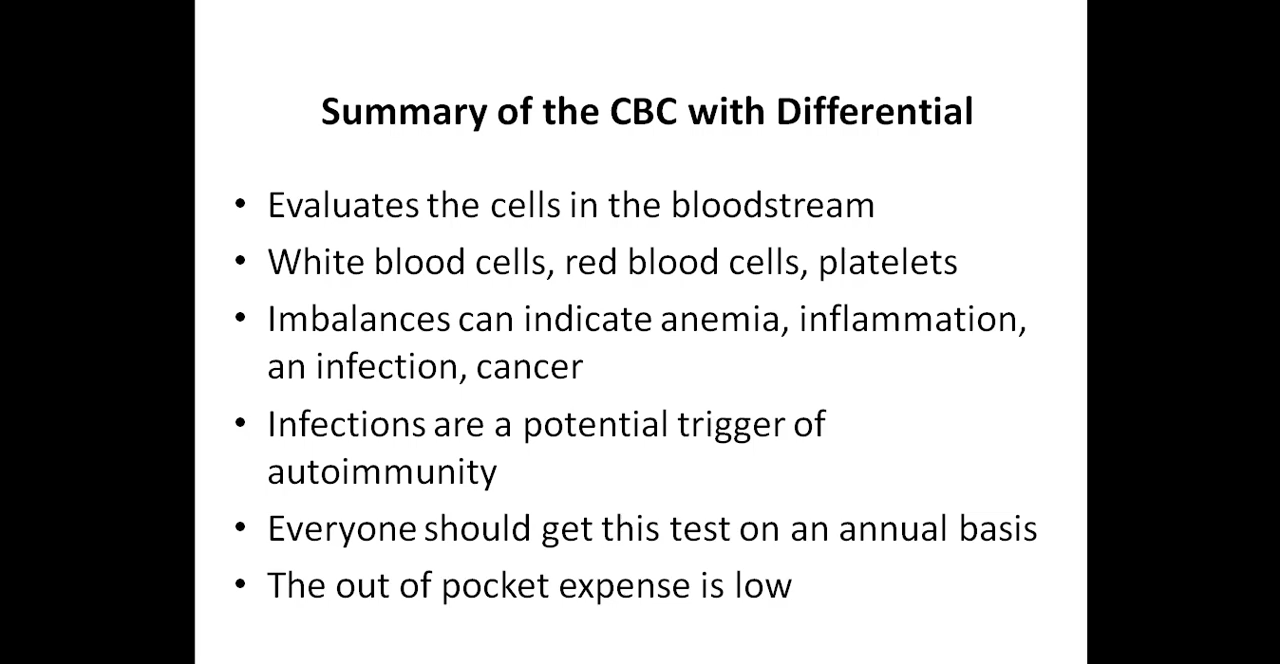 Summary of the CBC with Differential
• Evaluates the cells in the bloodstream
• White blood cells, red blood cells, platelets
• Imbalances can indicate anemia, inflammation,
an infection, cancer
• Infections are a potential trigger of
autoimmunity
• Everyone should get this test on an annual basis
• The out of pocket expense is low